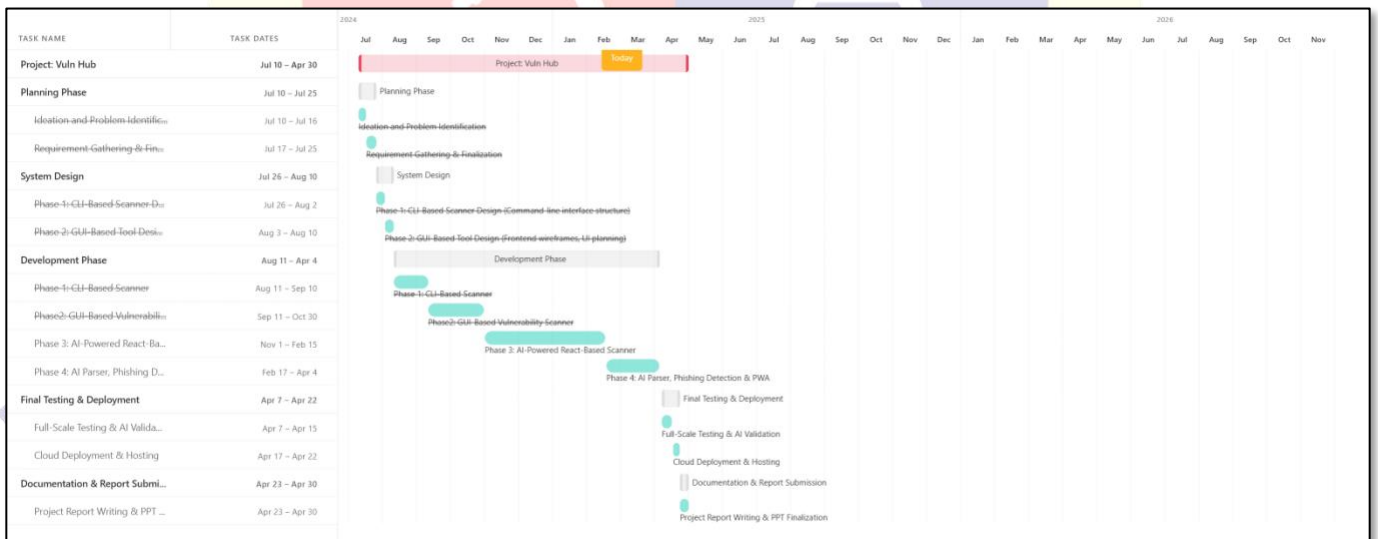 2024 2025 2026
TASK NAME TASK DATES Jul Aug Sep Oct Nov Dec Jan Feb Mar Apr May Jun Jul Aug Sep Oct Nov Dec Jan Feb Mar Apr May Jun Jul Aug Sep Oct Nov
Project: Vuln Hub Jul 10 – Apr 30 Project: Vuln Hub Today
Planning Phase Jul 10 – Jul 25 Planning Phase
Ideation and Problem Identific... Jul 10 – Jul 16
Ideation and Problem Identification
Requirement Gathering & Fin... Jul 17 – Jul 25
Requirement Gathering & Finalization
System Design Jul 26 – Aug 10 System Design
Phase 1: CLI-Based Scanner D... Jul 26 – Aug 2
Phase 1: CLI-Based Scanner Design (Command-line interface structure)
Phase 2: GUI-Based Tool Desi... Aug 3 – Aug 10
Phase 2: GUI-Based Tool Design (Frontend wireframes, UI planning)
Development Phase Aug 11 – Apr 4 Development Phase
Phase 1: CLI-Based Scanner Aug 11 – Sep 10
Phase 1: CLI-Based Scanner
Phase2: GUI-Based Vulnerabili... Sep 11 – Oct 30
Phase2: GUI-Based Vulnerability Scanner
Phase 3: AI-Powered React-Ba... Nov 1 – Feb 15
Phase 3: AI-Powered React-Based Scanner
Phase 4: AI Parser, Phishing D... Feb 17 – Apr 4
Phase 4: AI Parser, Phishing Detection & PWA
Final Testing & Deployment Apr 7 – Apr 22 Final Testing & Deployment
Full-Scale Testing & AI Valida... Apr 7 – Apr 15
Full-Scale Testing & AI Validation
Cloud Deployment & Hosting Apr 17 – Apr 22
Cloud Deployment & Hosting
Documentation & Report Submi... Apr 23 – Apr 30 Documentation & Report Submission
Project Report Writing & PPT ... Apr 23 – Apr 30
Project Report Writing & PPT Finalization